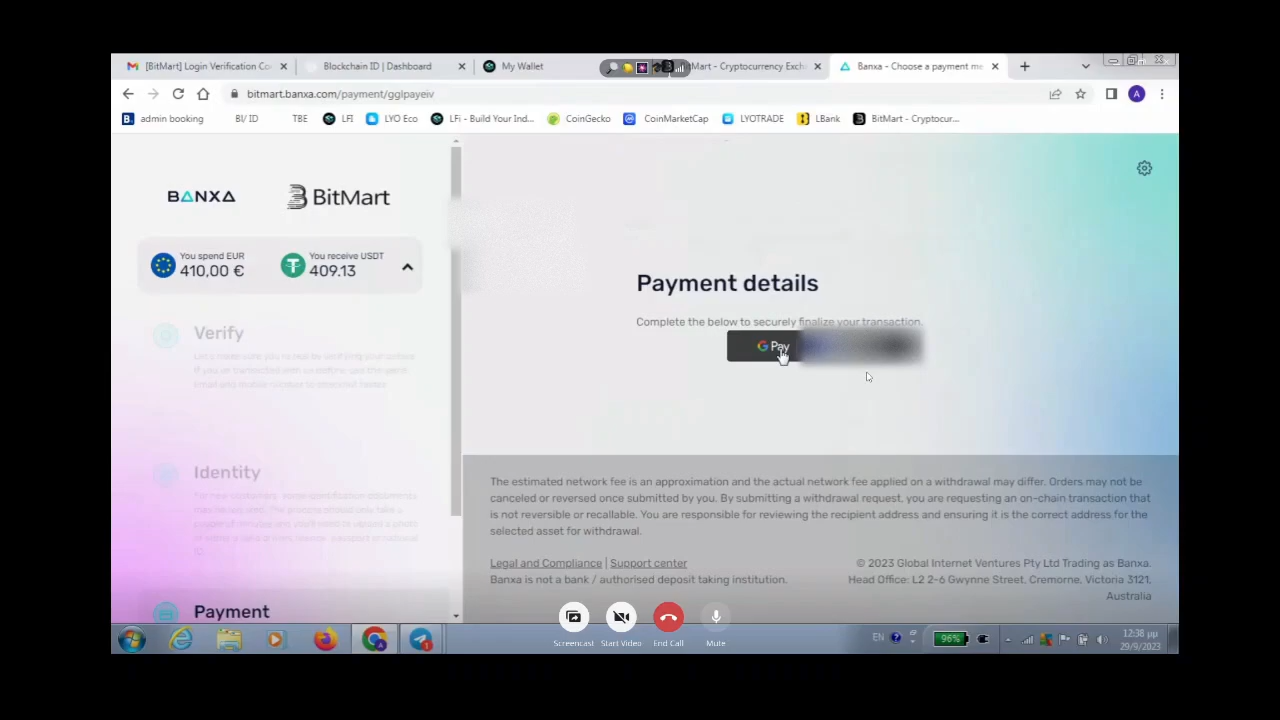 [BitMart] Login Verification Co
Blockchain ID | Dashboard
My Wallet
Mart - Cryptocurrency Exch
Banxa - Choose a payment me
bitmart.banxa.com/payment/gglpayeiv
A
admin booking
BI/ ID
TBE
LFI
LYO Eco
LFi - Build Your Ind...
CoinGecko
CoinMarketCap
LYOTRADE
LBank
BitMart - Cryptocur...
BANXA
BitMart
You spend EUR
410,00 €
You receive USDT
409.13
Verify
Identity
Payment
Payment details
Complete the below to securely finalize your transaction.
G Pay
The estimated network fee is an approximation and the actual network fee applied on a withdrawal may differ. Orders may not be
canceled or reversed once submitted by you. By submitting a withdrawal request, you are requesting an on-chain transaction that
is not reversible or recallable. You are responsible for reviewing the recipient address and ensuring it is the correct address for the
selected asset for withdrawal.
Legal and Compliance | Support center
Banxa is not a bank / authorised deposit taking institution.
© 2023 Global Internet Ventures Pty Ltd Trading as Banxa.
Head Office: L2 2-6 Gwynne Street, Cremorne, Victoria 3121,
Australia
Screencast
Start Video
End Call
Mute
EN
96%
12:38 μμ
29/9/2023